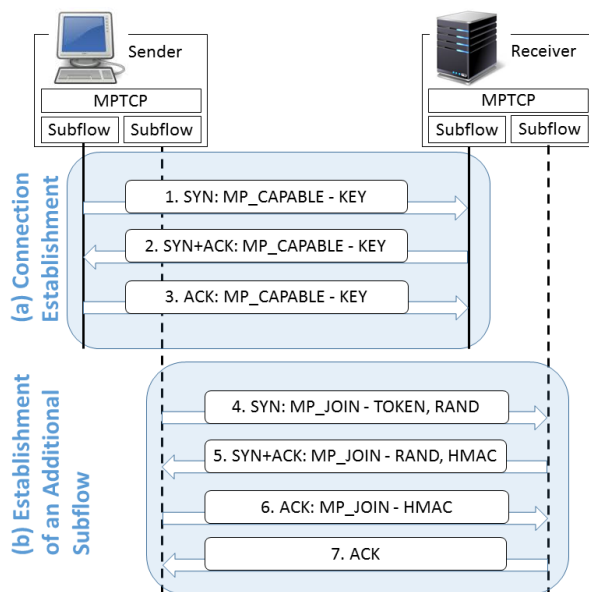 Sender
Receiver
MPTCP
MPTCP
Subflow
Subflow
Subflow
Subflow
(a) Connection
Establishment
1. SYN: MP_CAPABLE - KEY
2. SYN+ACK: MP_CAPABLE - KEY
3. ACK: MP_CAPABLE - KEY
(b) Establishment
of an Additional
Subflow
4. SYN: MP_JOIN - TOKEN, RAND
5. SYN+ACK: MP_JOIN - RAND, HMAC
6. ACK: MP_JOIN - HMAC
7. ACK